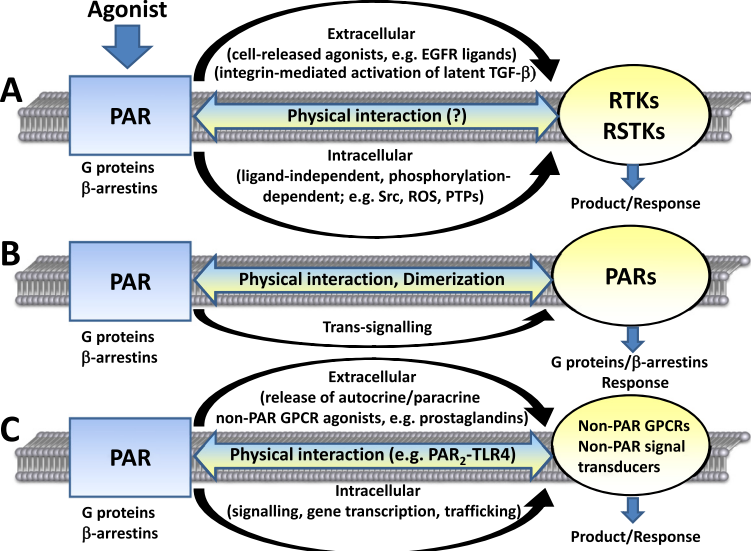 Agonist
Extracellular
(cell-released agonists, e.g. EGFR ligands)
(integrin-mediated activation of latent TGF-β)
A
PAR
Physical interaction (?)
RTKs
RSTKs
G proteins
β-arrestins
Intracellular
(ligand-independent, phosphorylation-
dependent; e.g. Src, ROS, PTPs)
Product/Response
B
PAR
Physical interaction, Dimerization
PARs
G proteins
β-arrestins
Trans-signalling
G proteins/β-arrestins
Response
Extracellular
(release of autocrine/paracrine
non-PAR GPCR agonists, e.g. prostaglandins)
C
PAR
Physical interaction (e.g. PAR₂-TLR4)
Non-PAR GPCRs
Non-PAR signal
transducers
G proteins
β-arrestins
Intracellular
(signalling, gene transcription, trafficking)
Product/Response